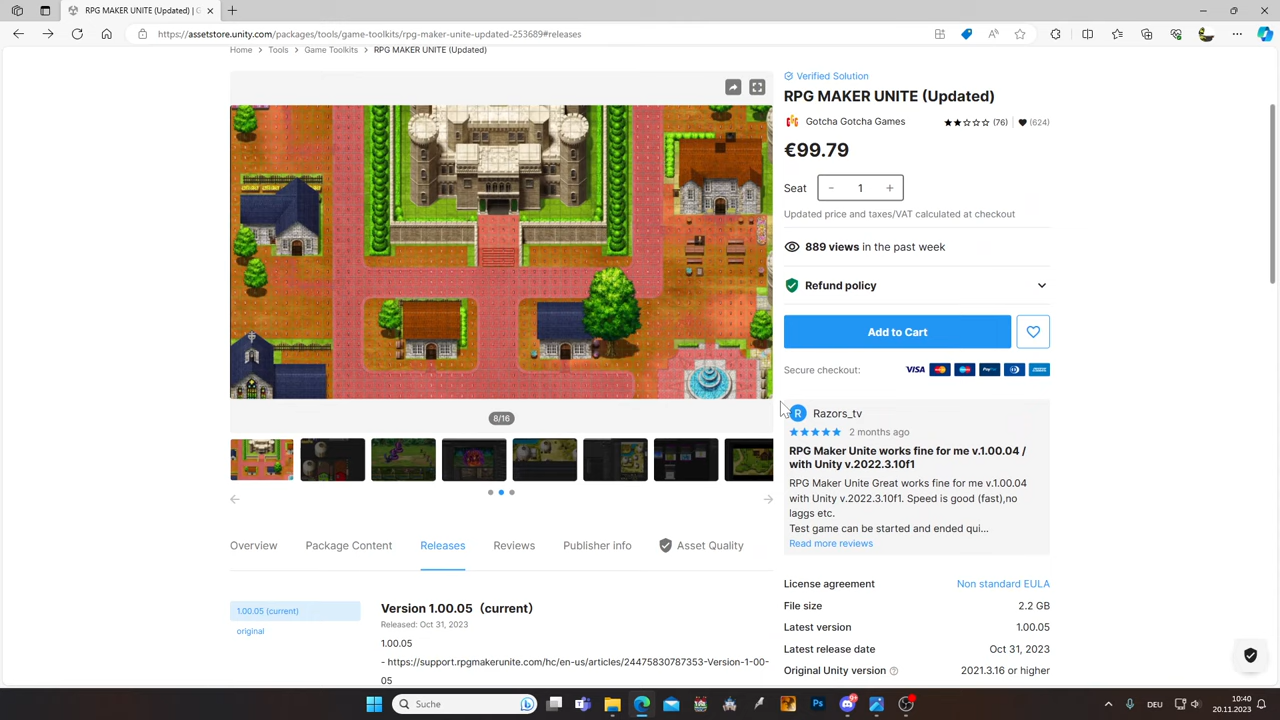 RPG MAKER UNITE (Updated) | G
https://assetstore.unity.com/packages/tools/game-toolkits/rpg-maker-unite-updated-253689#releases
Home > Tools > Game Toolkits > RPG MAKER UNITE (Updated)
Verified Solution
RPG MAKER UNITE (Updated)
Gotcha Gotcha Games
(76) | (624)
€99.79
Seat - 1 +
Updated price and taxes/VAT calculated at checkout
889 views in the past week
Refund policy
Add to Cart
Secure checkout: VISA
PayPal
8/16
R Razors_tv
2 months ago
RPG Maker Unite works fine for me v.1.00.04 /
with Unity v.2022.3.10f1
RPG Maker Unite Great works fine for me v.1.00.04
with Unity v.2022.3.10f1. Speed is good (fast),no
laggs etc.
Test game can be started and ended qui...
Read more reviews
Overview Package Content Releases Reviews Publisher info Asset Quality
1.00.05 (current)
original
Version 1.00.05 (current)
Released: Oct 31, 2023
1.00.05
- https://support.rpgmakerunite.com/hc/en-us/articles/24475830787353-Version-1-00-
05
License agreement Non standard EULA
File size 2.2 GB
Latest version 1.00.05
Latest release date Oct 31, 2023
Original Unity version 2021.3.16 or higher
Suche
DEU
10:40
20.11.2023